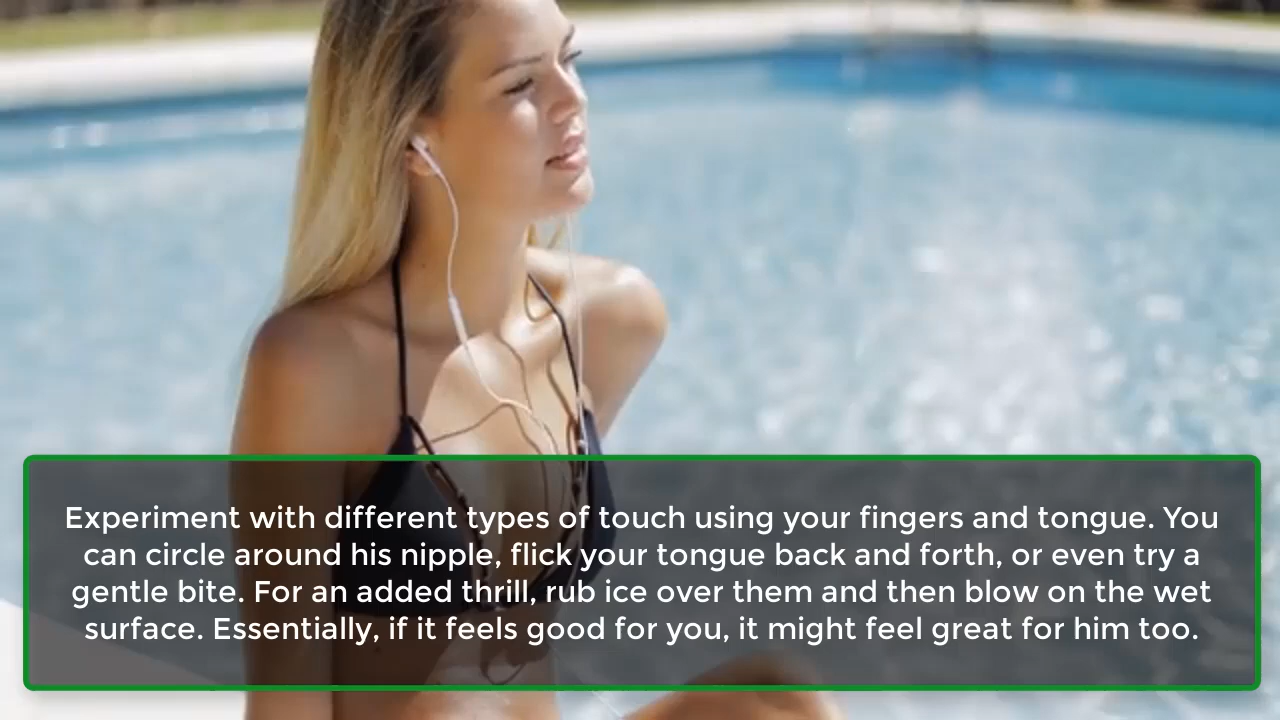 Experiment with different types of touch using your fingers and tongue. You
can circle around his nipple, flick your tongue back and forth, or even try a
gentle bite. For an added thrill, rub ice over them and then blow on the wet
surface. Essentially, if it feels good for you, it might feel great for him too.